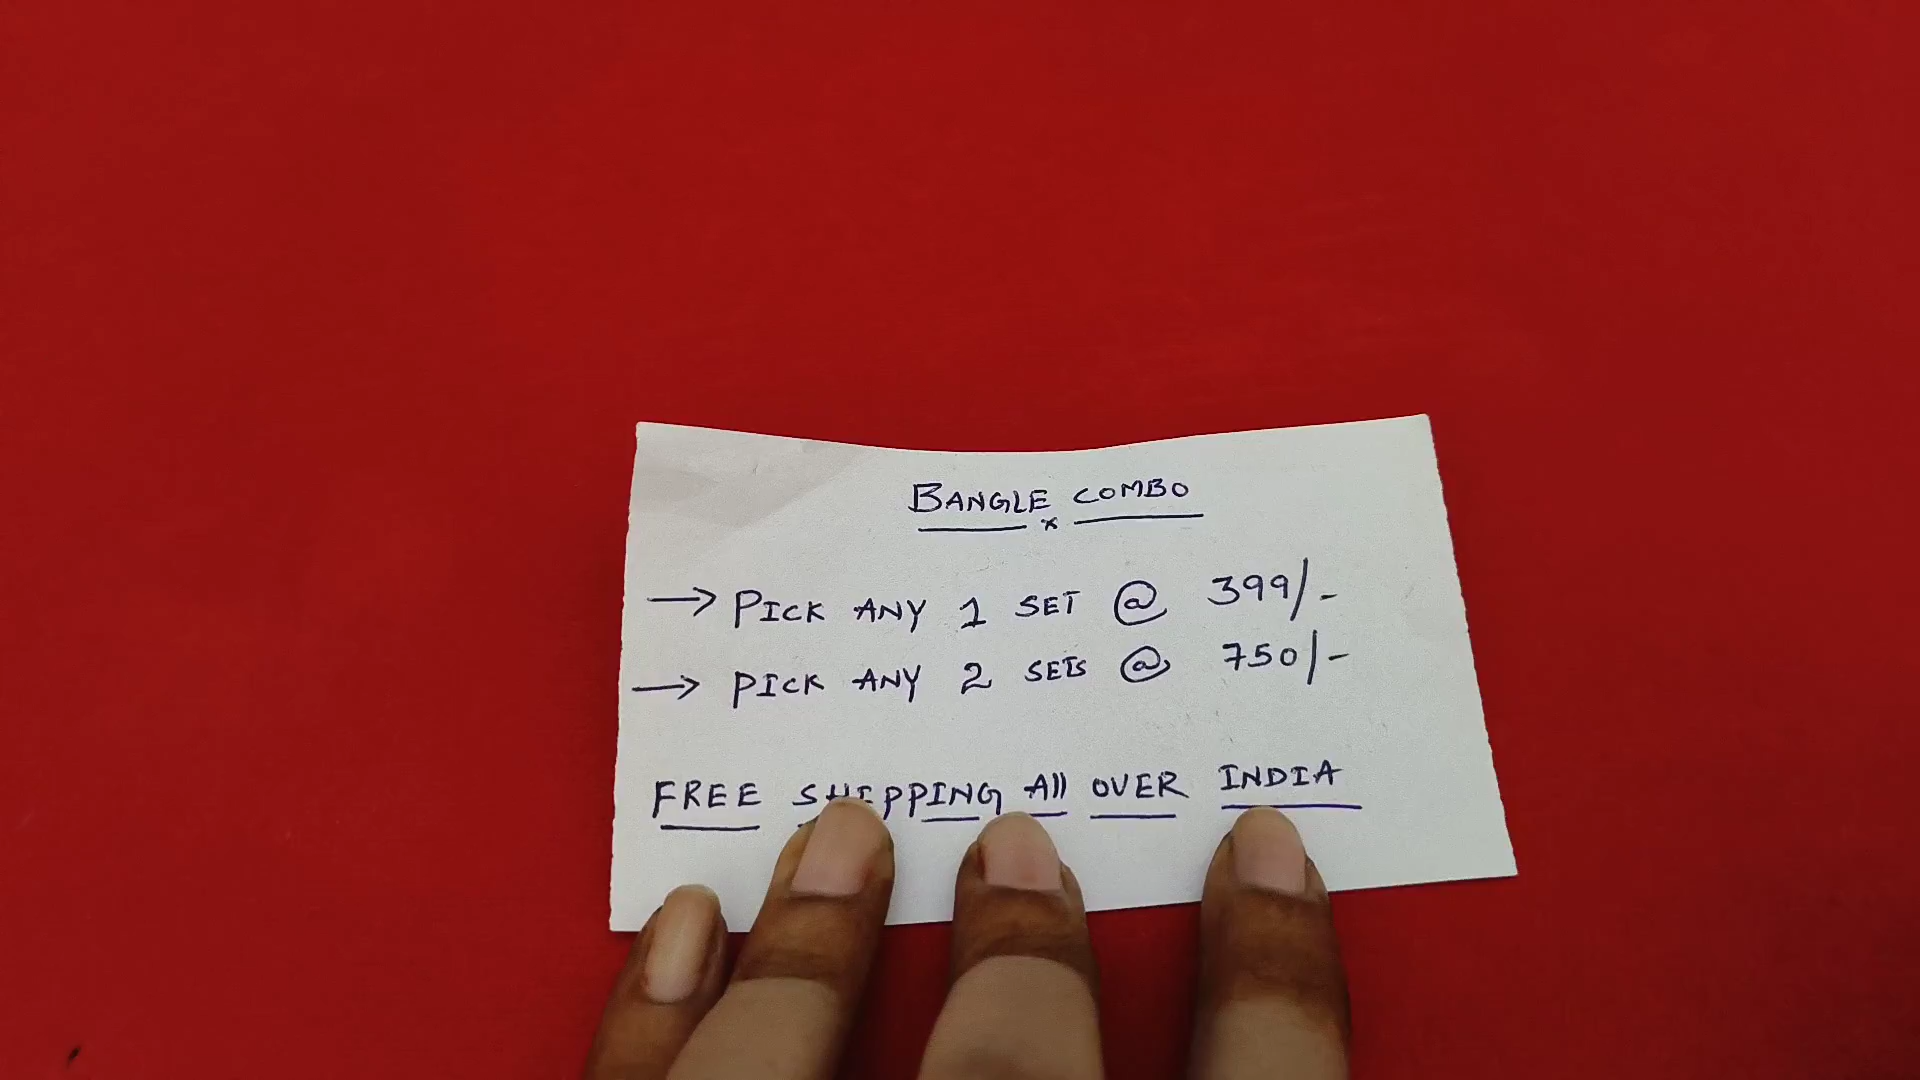 BANGLE COMBO
→ PICK ANY 1 SET @ 399/-
→ PICK ANY 2 SETS @ 750/-
FREE SHIPPING All OVER INDIA